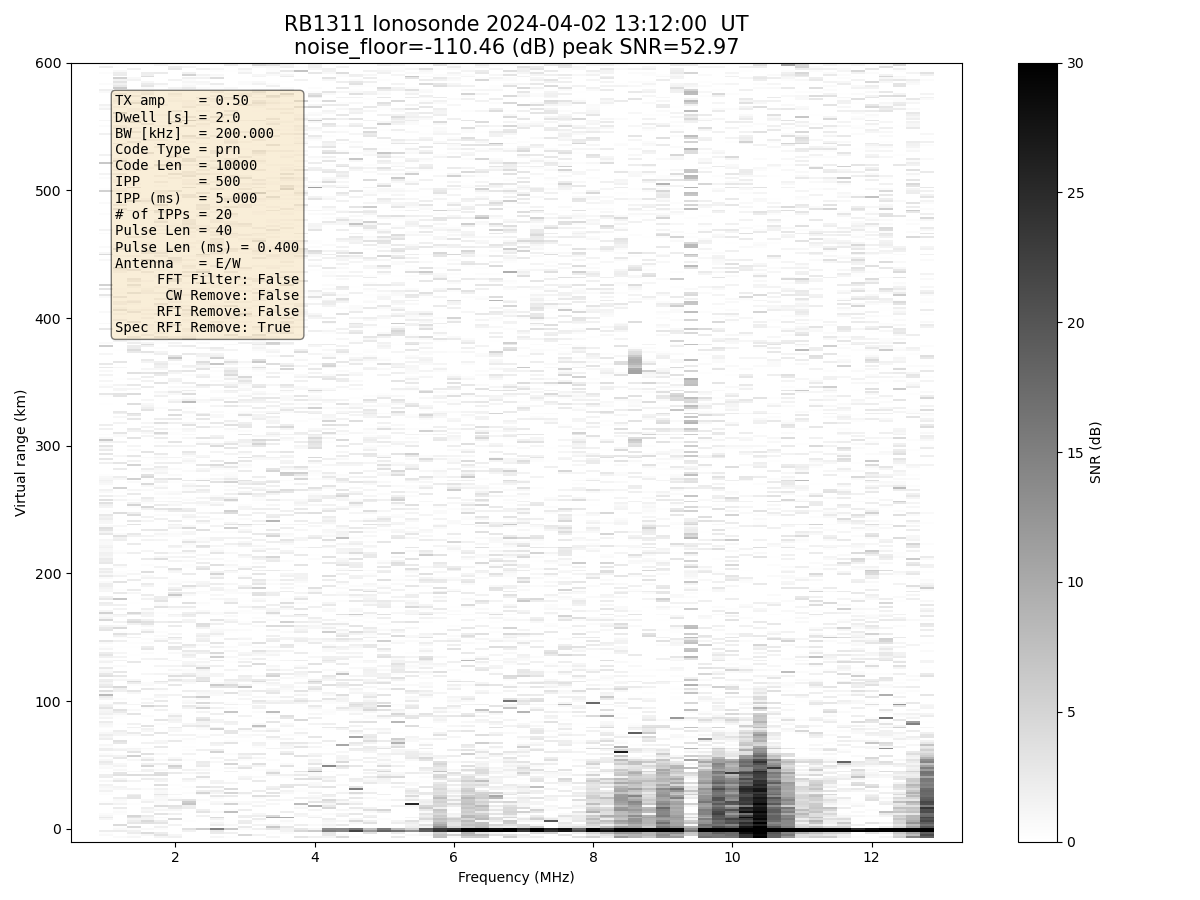 RB1311 Ionosonde 2024-04-02 13:12:00  UT
noise_floor=-110.46 (dB) peak SNR=52.97
TX amp    = 0.50
Dwell [s] = 2.0
BW [kHz]  = 200.000
Code Type = prn
Code Len  = 10000
IPP       = 500
IPP (ms)  = 5.000
# of IPPs = 20
Pulse Len = 40
Pulse Len (ms) = 0.400
Antenna   = E/W
FFT Filter: False
CW Remove: False
RFI Remove: False
Spec RFI Remove: True
Virtual range (km)
600
500
400
300
200
100
0
2 4 6 8 10 12
Frequency (MHz)
30
25
20
15
10
5
0
SNR (dB)